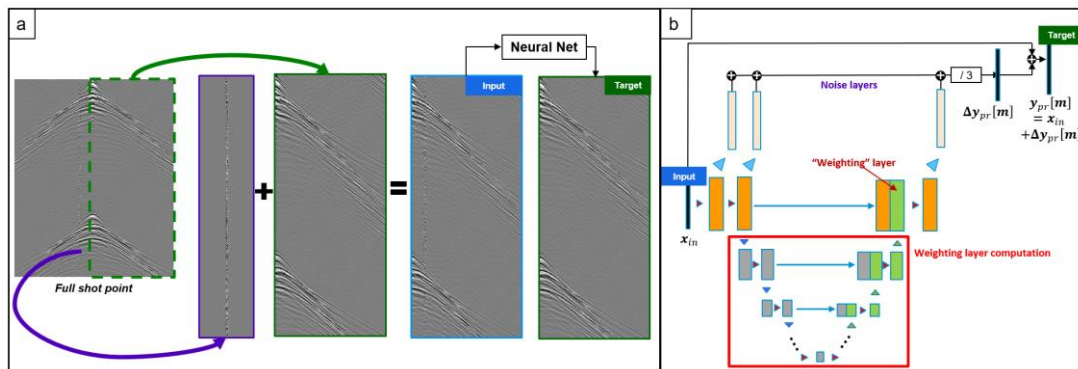 a
Neural Net
Input
Target
Full shot point
+
=
b
Target
/ 3
Noise layers
Δy_pr[m]
y_pr[m]
= x_in
+Δy_pr[m]
"Weighting" layer
Input
x_in
Weighting layer computation